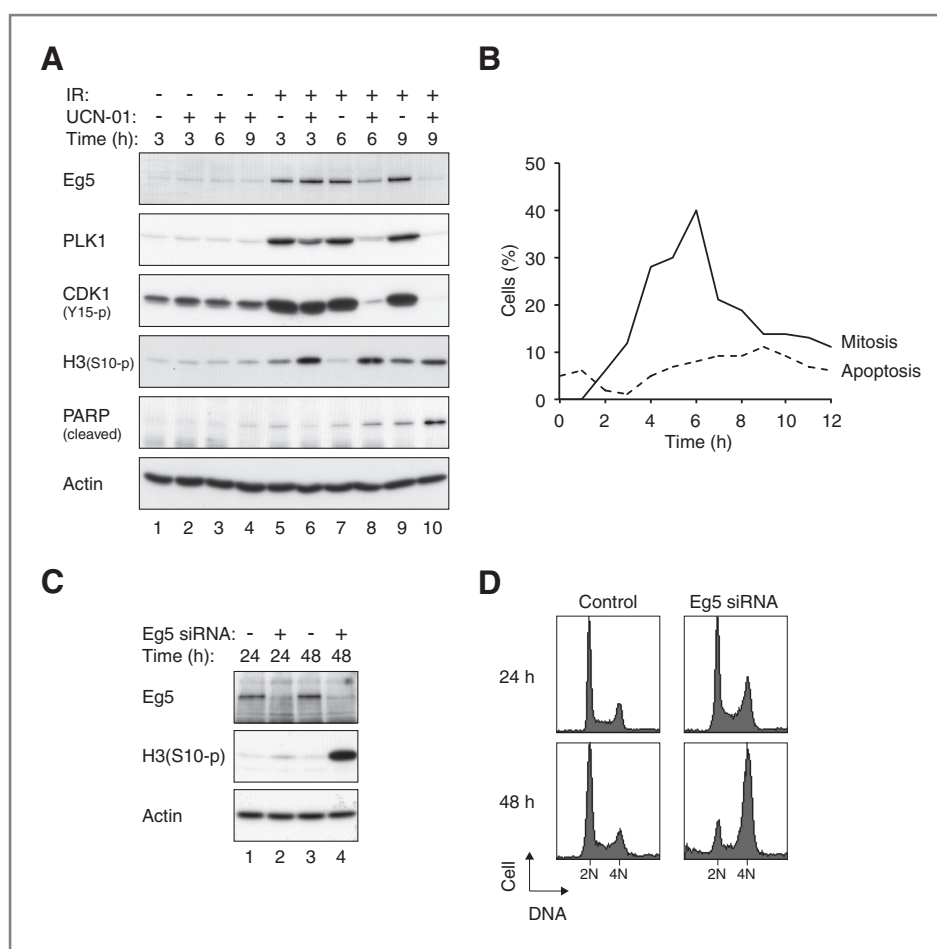 A
IR: - - - - + + + + + +
UCN-01: - + + + - + - + - +
Time (h): 3 3 6 9 3 3 6 6 9 9
Eg5
PLK1
CDK1
(Y15-p)
H3(S10-p)
PARP
(cleaved)
Actin
1 2 3 4 5 6 7 8 9 10
B
50
40
30
20
10
0
Cells (%)
Mitosis
Apoptosis
0 2 4 6 8 10 12
Time (h)
C
Eg5 siRNA: - + - +
Time (h): 24 24 48 48
Eg5
H3(S10-p)
Actin
1 2 3 4
D
Control Eg5 siRNA
24 h
48 h
2N 4N 2N 4N
Cell
DNA